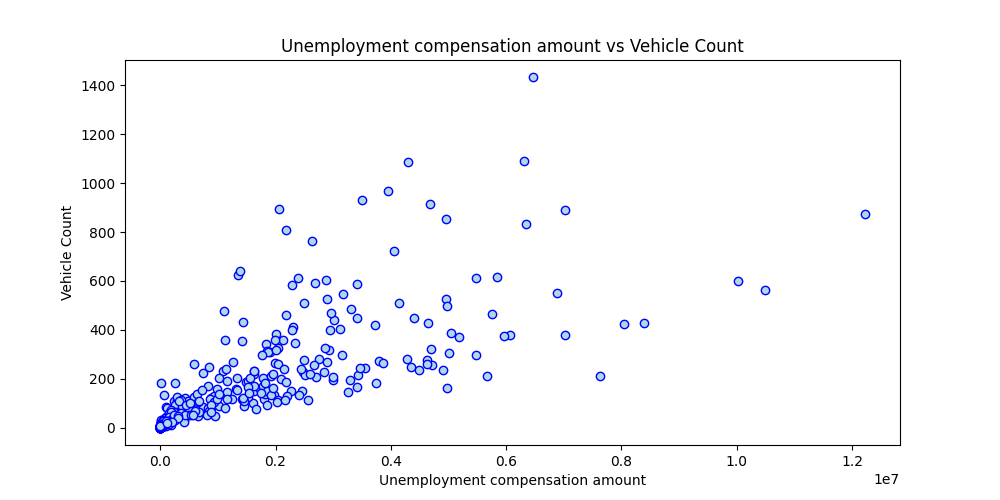 Unemployment compensation amount vs Vehicle Count
Vehicle Count
1400
1200
1000
800
600
400
200
0
0.0 0.2 0.4 0.6 0.8 1.0 1.2
1e7
Unemployment compensation amount